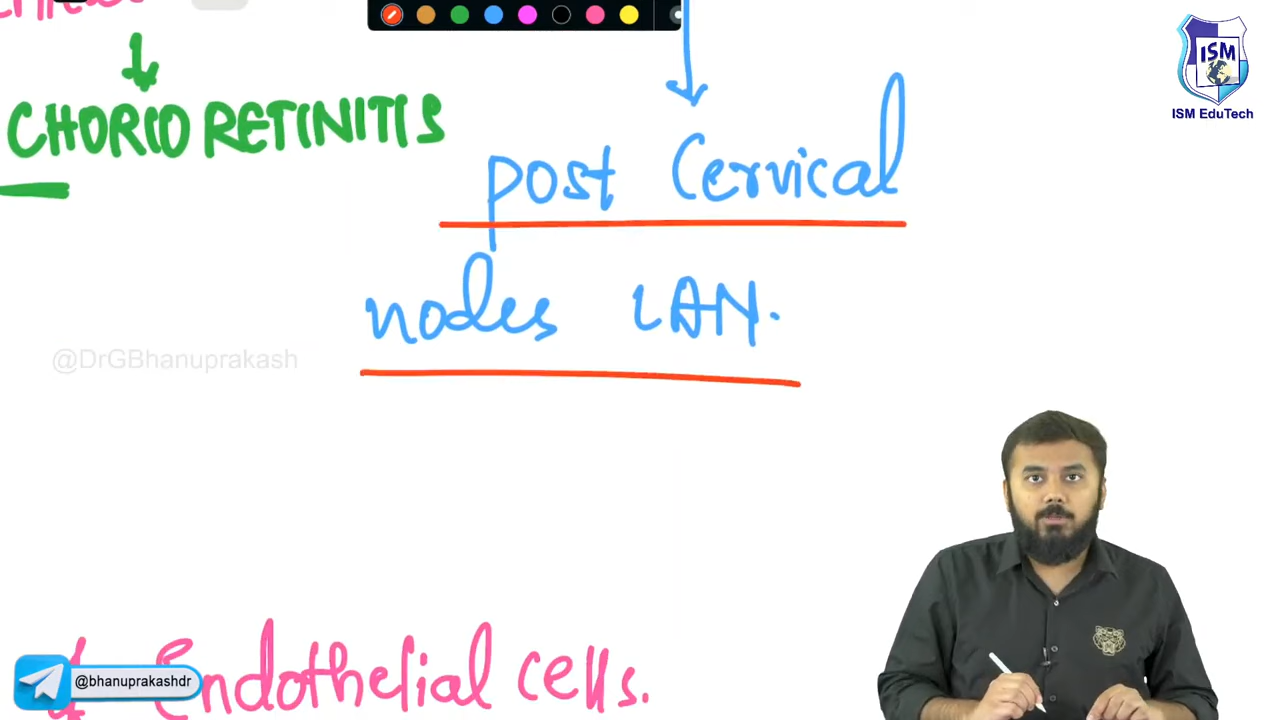 ISM
ISM EduTech
CHORIO RETINITIS
post Cervical
nodes LAN.
@DrGBhanuprakash
Endothelial cells.
@bhanuprakashdr